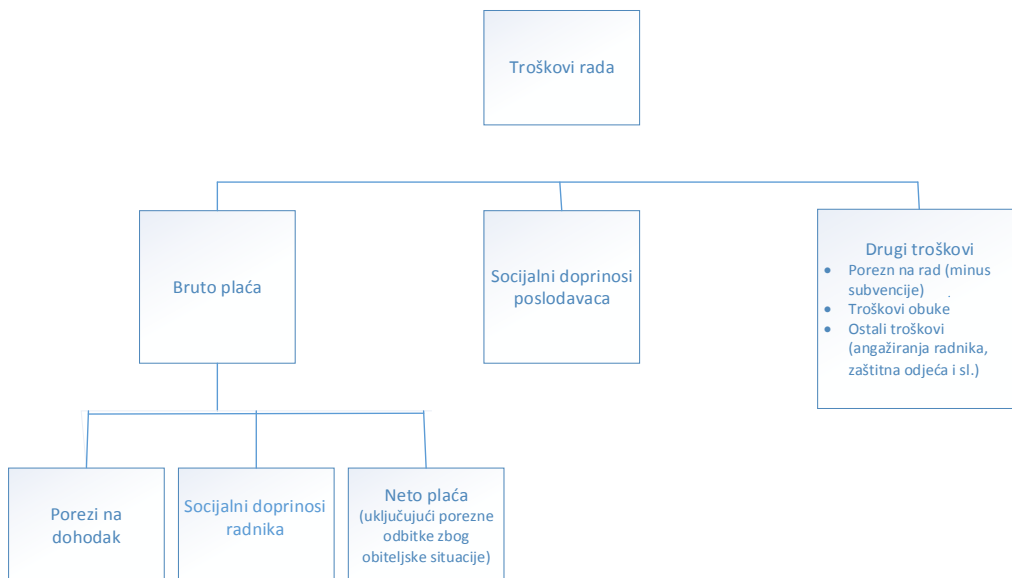 Troškovi rada
Bruto plaća
Socijalni doprinosi
poslodavaca
Drugi troškovi
• Porezn na rad (minus
subvencije)
• Troškovi obuke
• Ostali troškovi
(angažiranja radnika,
zaštitna odjeća i sl.)
Porezi na
dohodak
Socijalni doprinosi
radnika
Neto plaća
(uključujući porezne
odbitke zbog
obiteljske situacije)